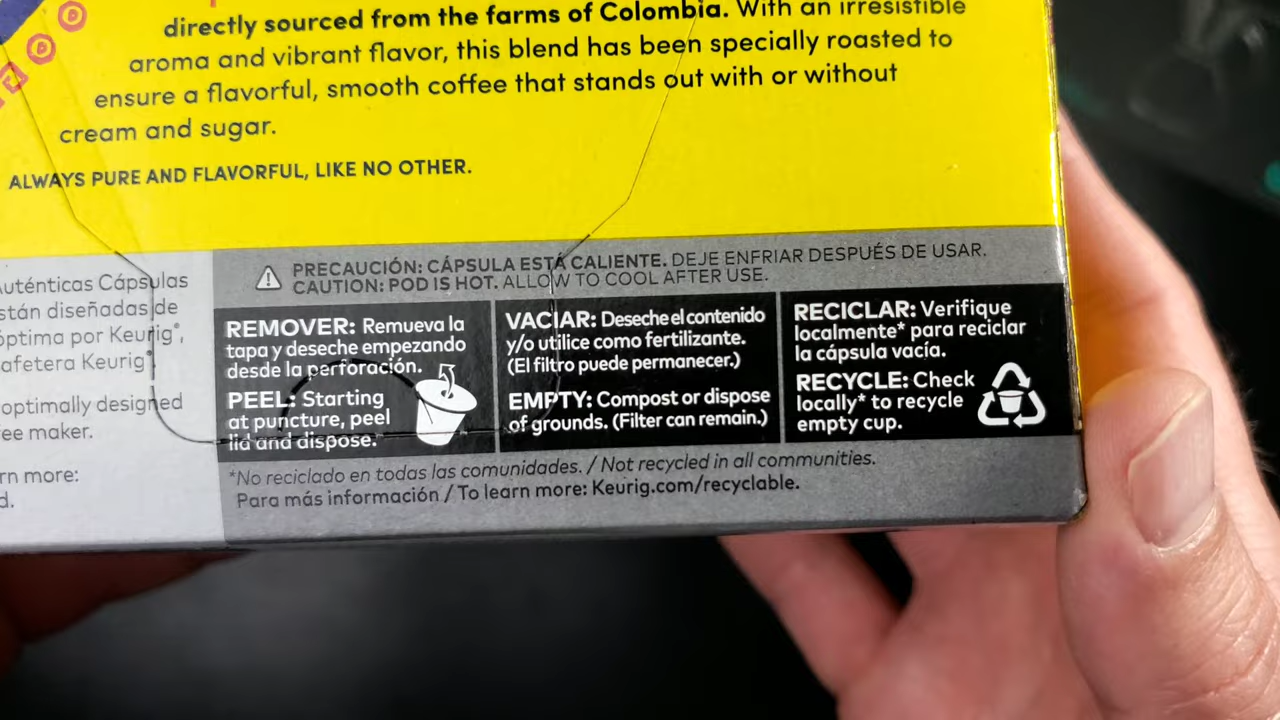 directly sourced from the farms of Colombia. With an irresistible
aroma and vibrant flavor, this blend has been specially roasted to
ensure a flavorful, smooth coffee that stands out with or without
cream and sugar.
ALWAYS PURE AND FLAVORFUL, LIKE NO OTHER.
Cápsulas
diseñadas de
por Keurig®,
Keurig®.
optimally designed
maker.
more:
PRECAUCIÓN: CÁPSULA ESTÁ CALIENTE. DEJE ENFRIAR DESPUÉS DE USAR.
CAUTION: POD IS HOT. ALLOW TO COOL AFTER USE.
REMOVER: Remueva la
tapa y deseche empezando
desde la perforación.
PEEL: Starting
at puncture, peel
lid and dispose.
VACIAR: Deseche el contenido
y/o utilice como fertilizante.
(El filtro puede permanecer.)
EMPTY: Compost or dispose
of grounds. (Filter can remain.)
RECICLAR: Verifique
localmente* para reciclar
la cápsula vacía.
RECYCLE: Check
locally* to recycle
empty cup.
*No reciclado en todas las comunidades. / Not recycled in all communities.
Para más información / To learn more: Keurig.com/recyclable.